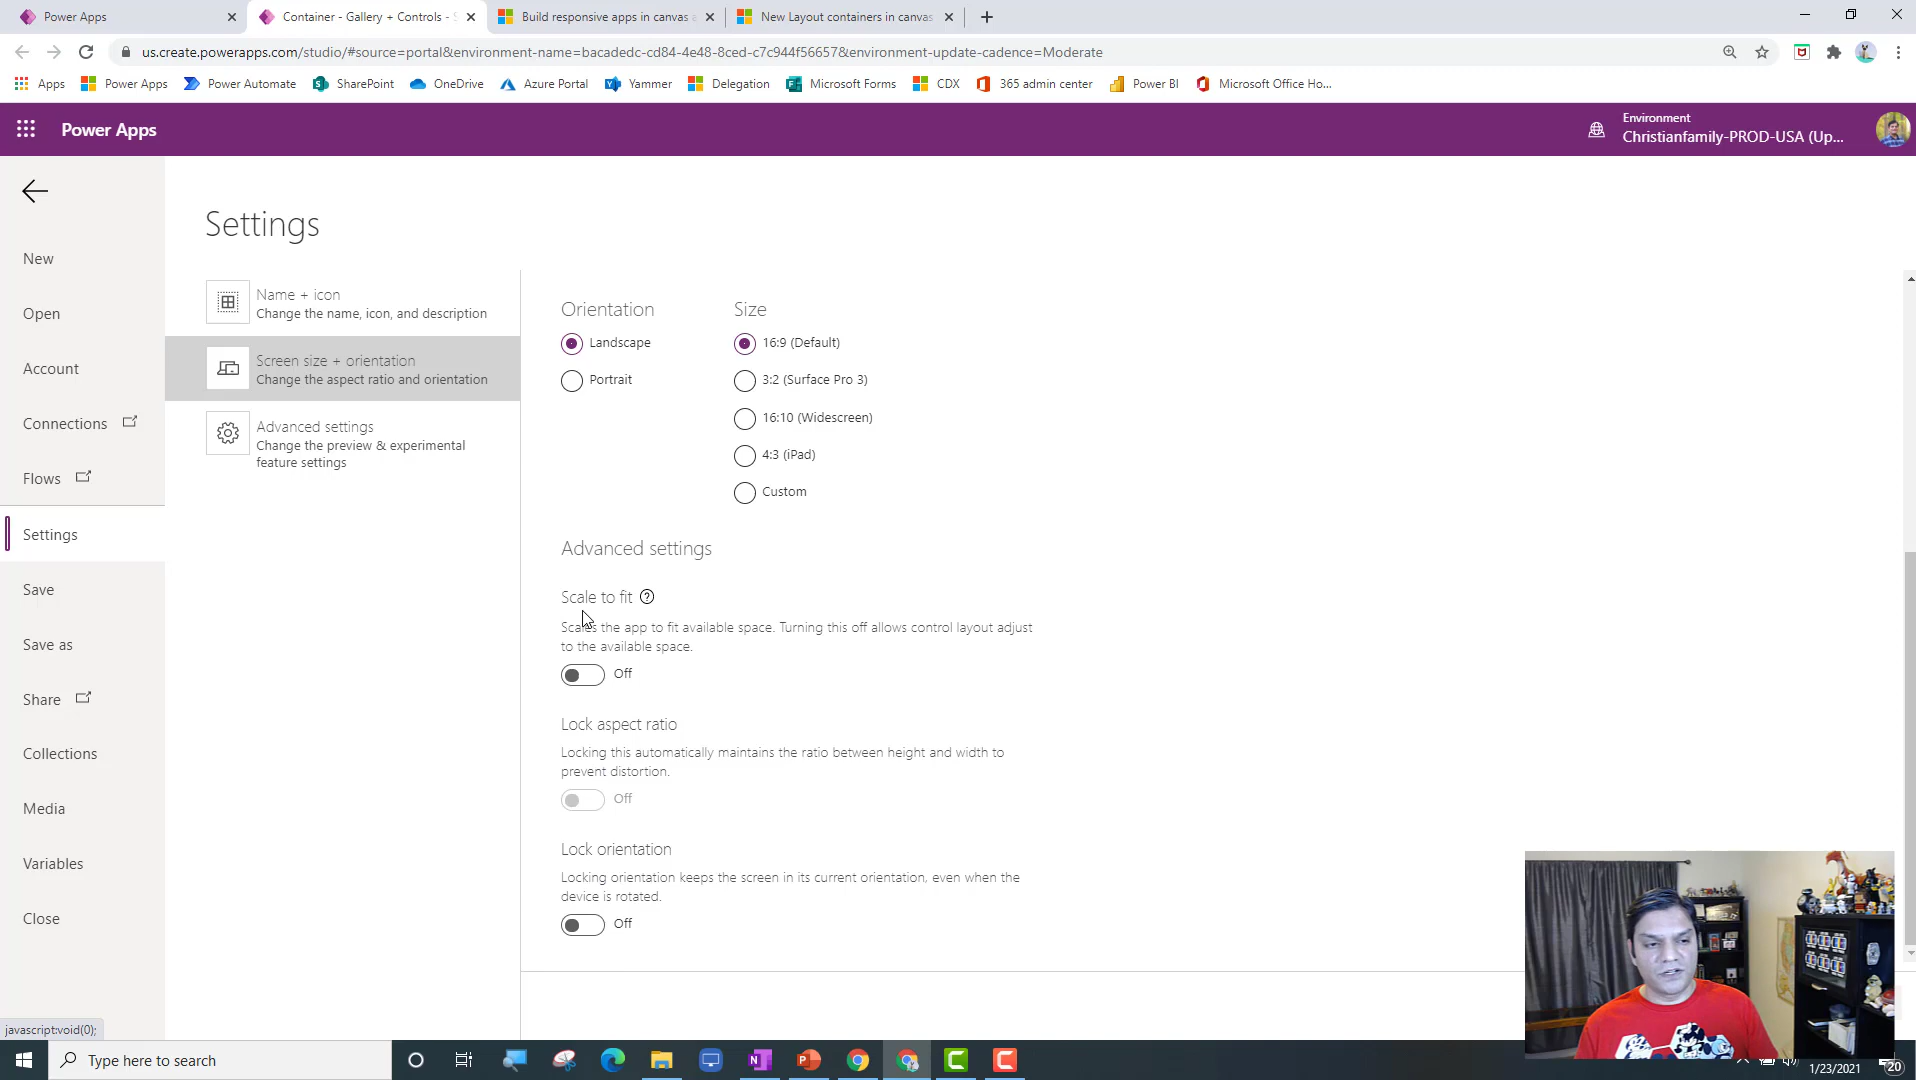 Power Apps
Container - Gallery + Controls - S
Build responsive apps in canvas a
New Layout containers in canvas
us.create.powerapps.com/studio/#source=portal&environment-name=bacadedc-cd84-4e48-8ced-c7c944f56657&environment-update-cadence=Moderate
Apps
Power Apps
Power Automate
SharePoint
OneDrive
Azure Portal
Yammer
Delegation
Microsoft Forms
CDX
365 admin center
Power BI
Microsoft Office Ho...
Power Apps
Environment
Christianfamily-PROD-USA (Up...
New
Open
Account
Connections
Flows
Settings
Save
Save as
Share
Collections
Media
Variables
Close
Settings
Name + icon
Change the name, icon, and description
Screen size + orientation
Change the aspect ratio and orientation
Advanced settings
Change the preview & experimental
feature settings
Orientation
Landscape
Portrait
Size
16:9 (Default)
3:2 (Surface Pro 3)
16:10 (Widescreen)
4:3 (iPad)
Custom
Advanced settings
Scale to fit
Scales the app to fit available space. Turning this off allows control layout adjust
to the available space.
Off
Lock aspect ratio
Locking this automatically maintains the ratio between height and width to
prevent distortion.
Off
Lock orientation
Locking orientation keeps the screen in its current orientation, even when the
device is rotated.
Off
javascript:void(0);
Type here to search
1/23/2021
20